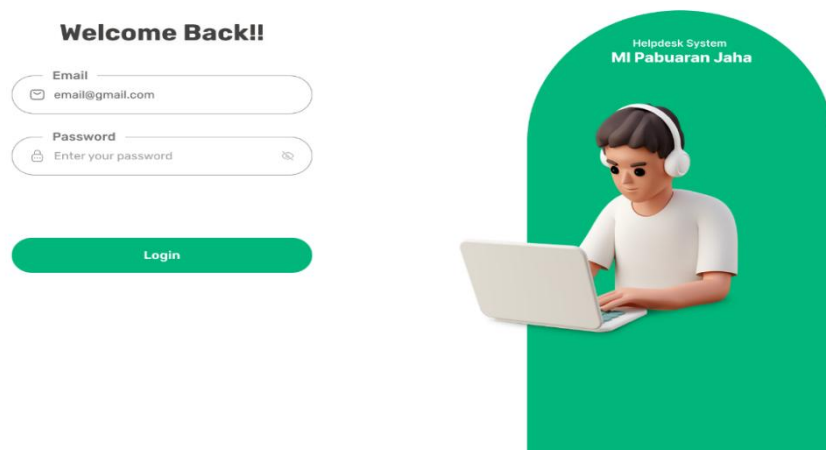 Welcome Back!!
Email
email@gmail.com
Password
Enter your password
Login
Helpdesk System
MI Pabuaran Jaha